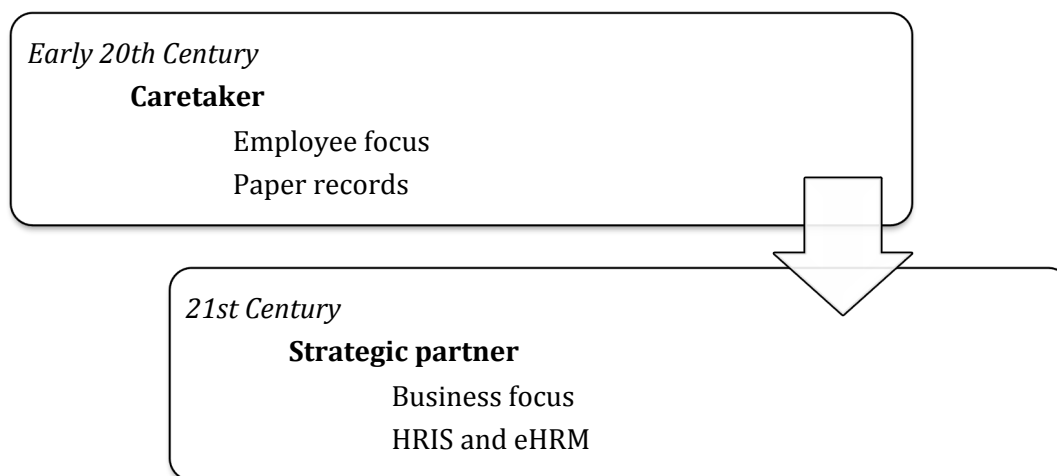 Early 20th Century
Caretaker
Employee focus
Paper records
21st Century
Strategic partner
Business focus
HRIS and eHRM